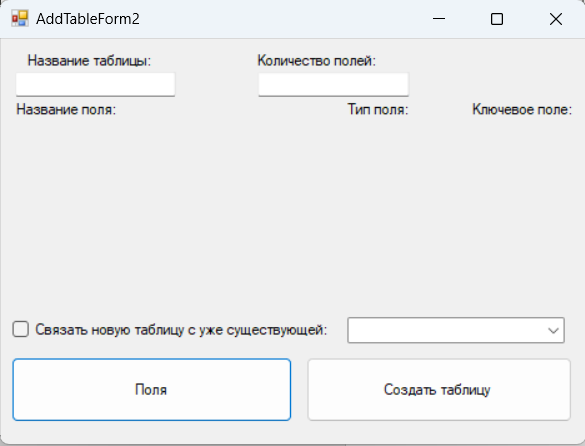 AddTableForm2
Название таблицы: Количество полей:
Название поля: Тип поля: Ключевое поле:
Связать новую таблицу с уже существующей:
Поля Создать таблицу